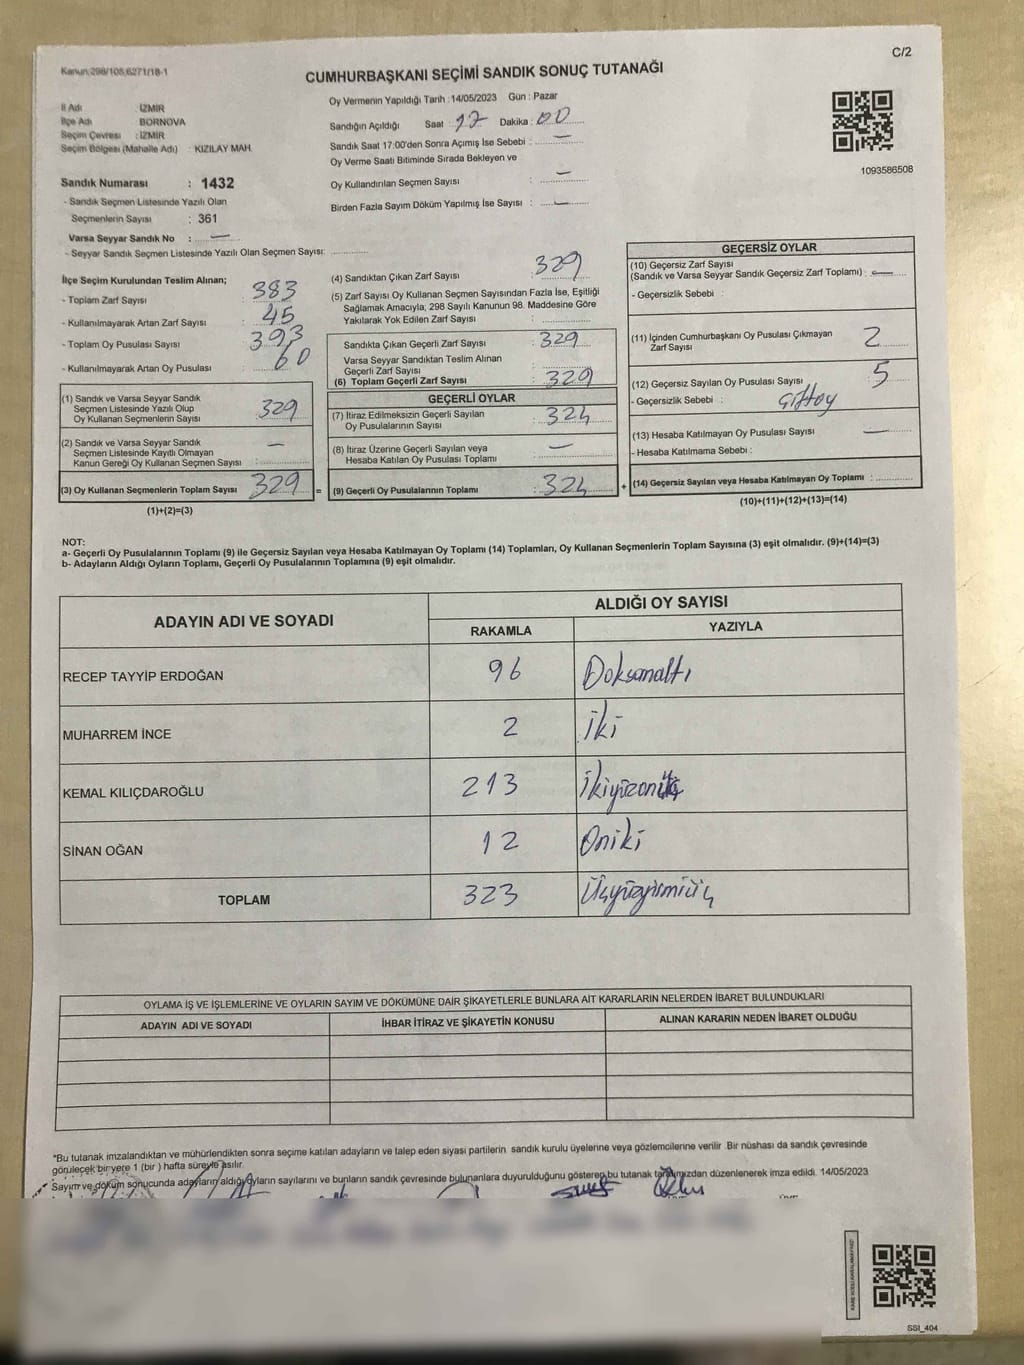 C/2
Kanun:298/105,6271/18-1
CUMHURBAŞKANI SEÇİMİ SANDIK SONUÇ TUTANAĞI
İl Adı : İZMİR
İlçe Adı : BORNOVA
Seçim Çevresi : İZMİR
Seçim Bölgesi (Mahalle Adı) : KIZILAY MAH.
Sandık Numarası : 1432
- Sandık Seçmen Listesinde Yazılı Olan
Seçmenlerin Sayısı : 361
Varsa Seyyar Sandık No : —
- Seyyar Sandık Seçmen Listesinde Yazılı Olan Seçmen Sayısı:
Oy Vermenin Yapıldığı Tarih : 14/05/2023 Gün : Pazar
Sandığın Açıldığı Saat : 17 Dakika : 00
Sandık Saat 17:00'den Sonra Açımış İse Sebebi : —
Oy Verme Saati Bitiminde Sırada Bekleyen ve
Oy Kullandırılan Seçmen Sayısı : —
Birden Fazla Sayım Döküm Yapılmış İse Sayısı : —
1093586508
İlçe Seçim Kurulundan Teslim Alınan;
- Toplam Zarf Sayısı : 383
- Kullanılmayarak Artan Zarf Sayısı : 45
- Toplam Oy Pusulası Sayısı : 393
- Kullanılmayarak Artan Oy Pusulası : 60
(1) Sandık ve Varsa Seyyar Sandık
Seçmen Listesinde Yazılı Olup
Oy Kullanan Seçmenlerin Sayısı : 329
(2) Sandık ve Varsa Seyyar Sandık
Seçmen Listesinde Kayıtlı Olmayan
Kanun Gereği Oy Kullanan Seçmen Sayısı : —
(3) Oy Kullanan Seçmenlerin Toplam Sayısı 329 =
(1)+(2)=(3)
(4) Sandıktan Çıkan Zarf Sayısı : 329
(5) Zarf Sayısı Oy Kullanan Seçmen Sayısından Fazla İse, Eşitliği
Sağlamak Amacıyla; 298 Sayılı Kanunun 98. Maddesine Göre
Yakılarak Yok Edilen Zarf Sayısı :
Sandıkta Çıkan Geçerli Zarf Sayısı : 329
Varsa Seyyar Sandıktan Teslim Alınan
Geçerli Zarf Sayısı :
(6) Toplam Geçerli Zarf Sayısı : 329
GEÇERLİ OYLAR
(7) İtiraz Edilmeksizin Geçerli Sayılan
Oy Pusulalarının Sayısı : 324
(8) İtiraz Üzerine Geçerli Sayılan veya
Hesaba Katılan Oy Pusulası Toplamı : —
(9) Geçerli Oy Pusulalarının Toplamı : 324 +
GEÇERSİZ OYLAR
(10) Geçersiz Zarf Sayısı
(Sandık ve Varsa Seyyar Sandık Geçersiz Zarf Toplamı) : —
- Geçersizlik Sebebi :
(11) İçinden Cumhurbaşkanı Oy Pusulası Çıkmayan
Zarf Sayısı : 2
(12) Geçersiz Sayılan Oy Pusulası Sayısı : 5
- Geçersizlik Sebebi : Çiftoy
(13) Hesaba Katılmayan Oy Pusulası Sayısı : —
- Hesaba Katılmama Sebebi :
(14) Geçersiz Sayılan veya Hesaba Katılmayan Oy Toplamı :
(10)+(11)+(12)+(13)=(14)
NOT:
a- Geçerli Oy Pusulalarının Toplamı (9) ile Geçersiz Sayılan veya Hesaba Katılmayan Oy Toplamı (14) Toplamları, Oy Kullanan Seçmenlerin Toplam Sayısına (3) eşit olmalıdır. (9)+(14)=(3)
b- Adayların Aldığı Oyların Toplamı, Geçerli Oy Pusulalarının Toplamına (9) eşit olmalıdır.
ADAYIN ADI VE SOYADI
ALDIĞI OY SAYISI
RAKAMLA YAZIYLA
RECEP TAYYİP ERDOĞAN 96 Doksanaltı
MUHARREM İNCE 2 İki
KEMAL KILIÇDAROĞLU 213
SİNAN OĞAN 12 Oniki
TOPLAM 323 Üçyüzyirmiüç
OYLAMA İŞ VE İŞLEMLERİNE VE OYLARIN SAYIM VE DÖKÜMÜNE DAİR ŞİKAYETLERLE BUNLARA AİT KARARLARIN NELERDEN İBARET BULUNDUKLARI
ADAYIN ADI VE SOYADI İHBAR İTİRAZ VE ŞİKAYETİN KONUSU ALINAN KARARIN NEDEN İBARET OLDUĞU
*Bu tutanak imzalandıktan ve mühürlendikten sonra seçime katılan adayların ve talep eden siyasi partilerin sandık kurulu üyelerine veya gözlemcilerine verilir. Bir nüshası da sandık çevresinde
görülecek bir yere 1 (bir ) hafta süreyle asılır.
Sayım ve döküm sonucunda adayların aldığı oyların sayılarını ve bunların sandık çevresinde bulunanlara duyurulduğunu gösteren bu tutanak tarafımızdan düzenlenerek imza edildi. 14/05/2023
SSI_404